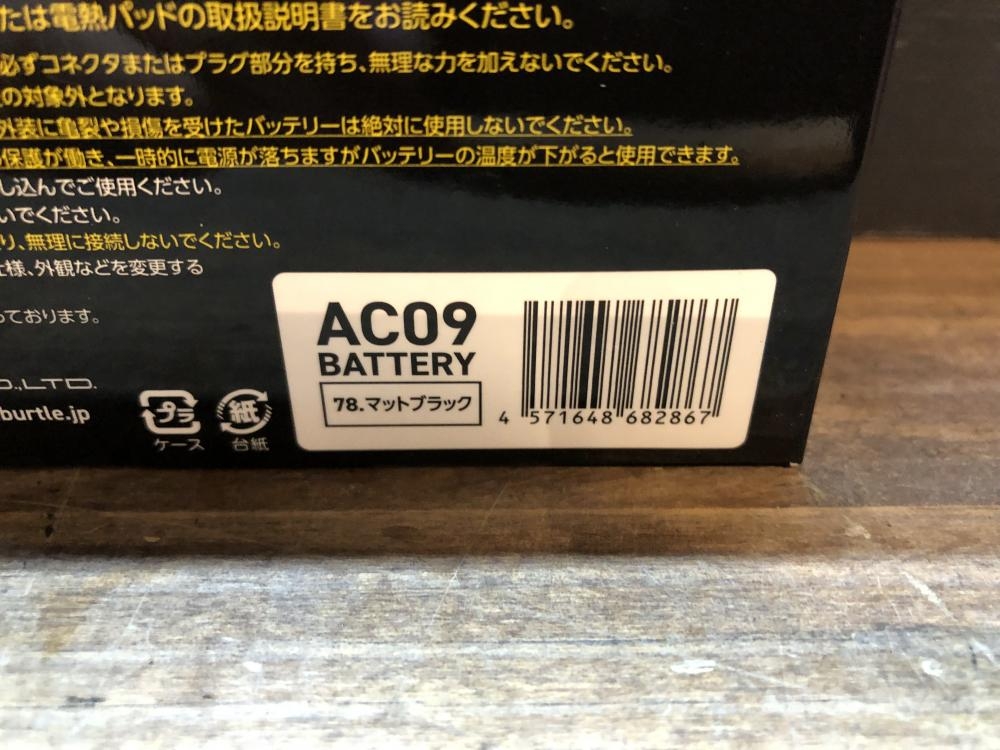 たは電熱パッドの取扱説明書をお読みください。
必ずコネクタまたはプラグ部分を持ち、無理な力を加えないでください。
の対象外となります。
外装に亀裂や損傷を受けたバッテリーは絶対に使用しないでください。
保護が働き、一時的に電源が落ちますがバッテリーの温度が下がると使用できます。
し込んでご使用ください。
いでください。
り、無理に接続しないでください。
様、外観などを変更する
っております。
O.,LTD.
burtle.jp
プラ
ケース
紙
台紙
AC09
BATTERY
78.マットブラック
4 571648 682867